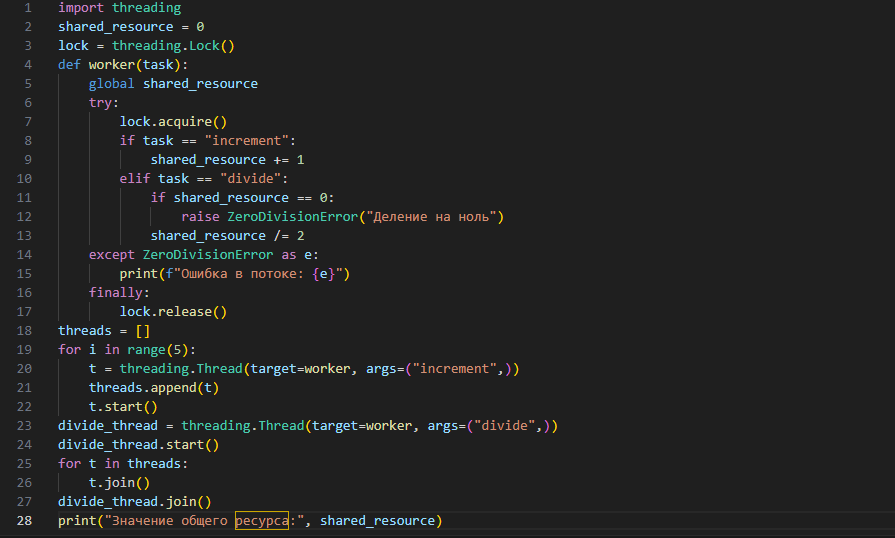 1 import threading
2 shared_resource = 0
3 lock = threading.Lock()
4 def worker(task):
5     global shared_resource
6     try:
7         lock.acquire()
8         if task == "increment":
9             shared_resource += 1
10         elif task == "divide":
11             if shared_resource == 0:
12                 raise ZeroDivisionError("Деление на ноль")
13             shared_resource /= 2
14     except ZeroDivisionError as e:
15         print(f"Ошибка в потоке: {e}")
16     finally:
17         lock.release()
18 threads = []
19 for i in range(5):
20     t = threading.Thread(target=worker, args=("increment",))
21     threads.append(t)
22     t.start()
23 divide_thread = threading.Thread(target=worker, args=("divide",))
24 divide_thread.start()
25 for t in threads:
26     t.join()
27 divide_thread.join()
28 print("Значение общего ресурса:", shared_resource)